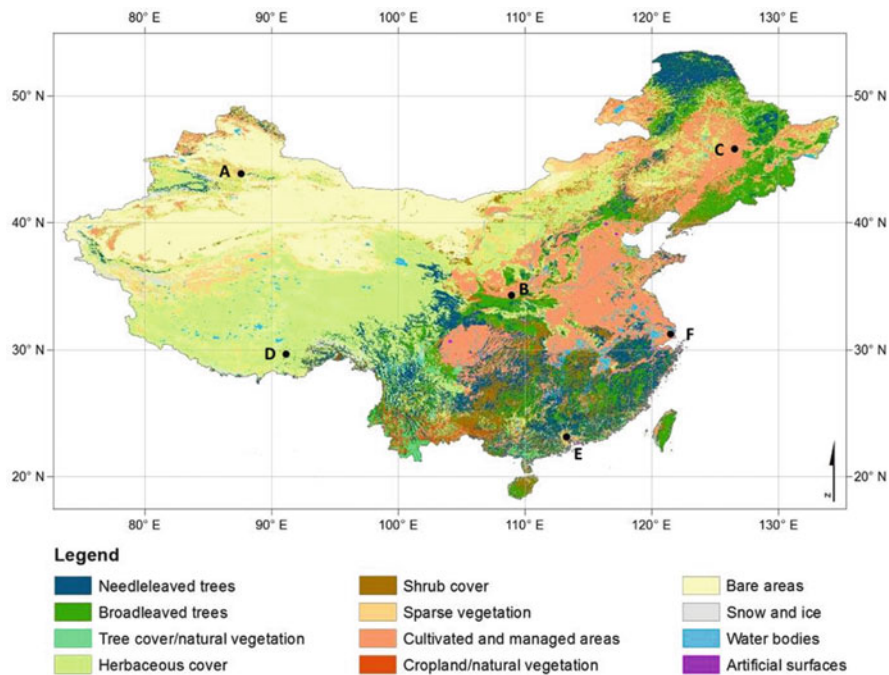 80° E 90° E 100° E 110° E 120° E 130° E
50° N 50° N
C
A
40° N 40° N
B
F
30° N D 30° N
E
20° N 20° N
N
80° E 90° E 100° E 110° E 120° E 130° E
Legend
Needleleaved trees Shrub cover Bare areas
Broadleaved trees Sparse vegetation Snow and ice
Tree cover/natural vegetation Cultivated and managed areas Water bodies
Herbaceous cover Cropland/natural vegetation Artificial surfaces